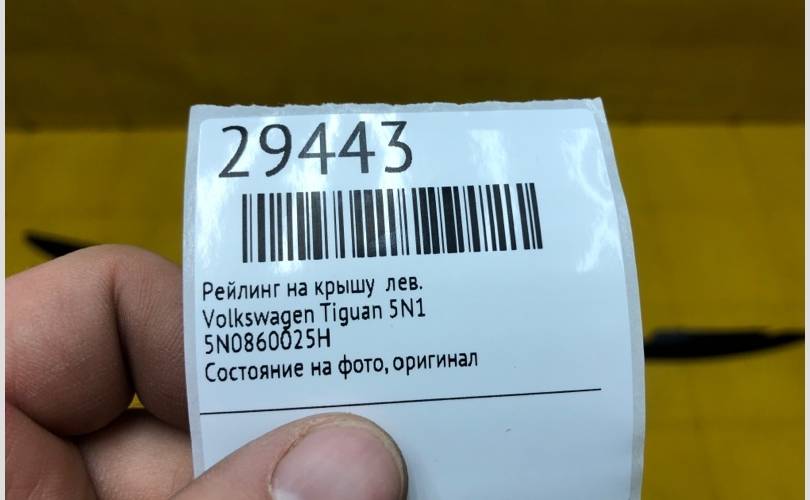 29443
Рейлинг на крышу лев.
Volkswagen Tiguan 5N1
5N0860025H
Состояние на фото, оригинал